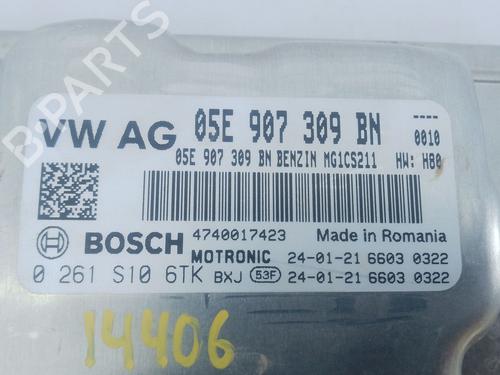 B-PARTS
VW AG 05E 907 309 BN ----
0010
05E 907 309 BN BENZIN MG1CS211 HW: H80
BOSCH 4740017423 Made in Romania
MOTRONIC 24-01-21 6603 0322
0 261 S10 6TK BXJ 53F 24-01-21 6603 0322
14406